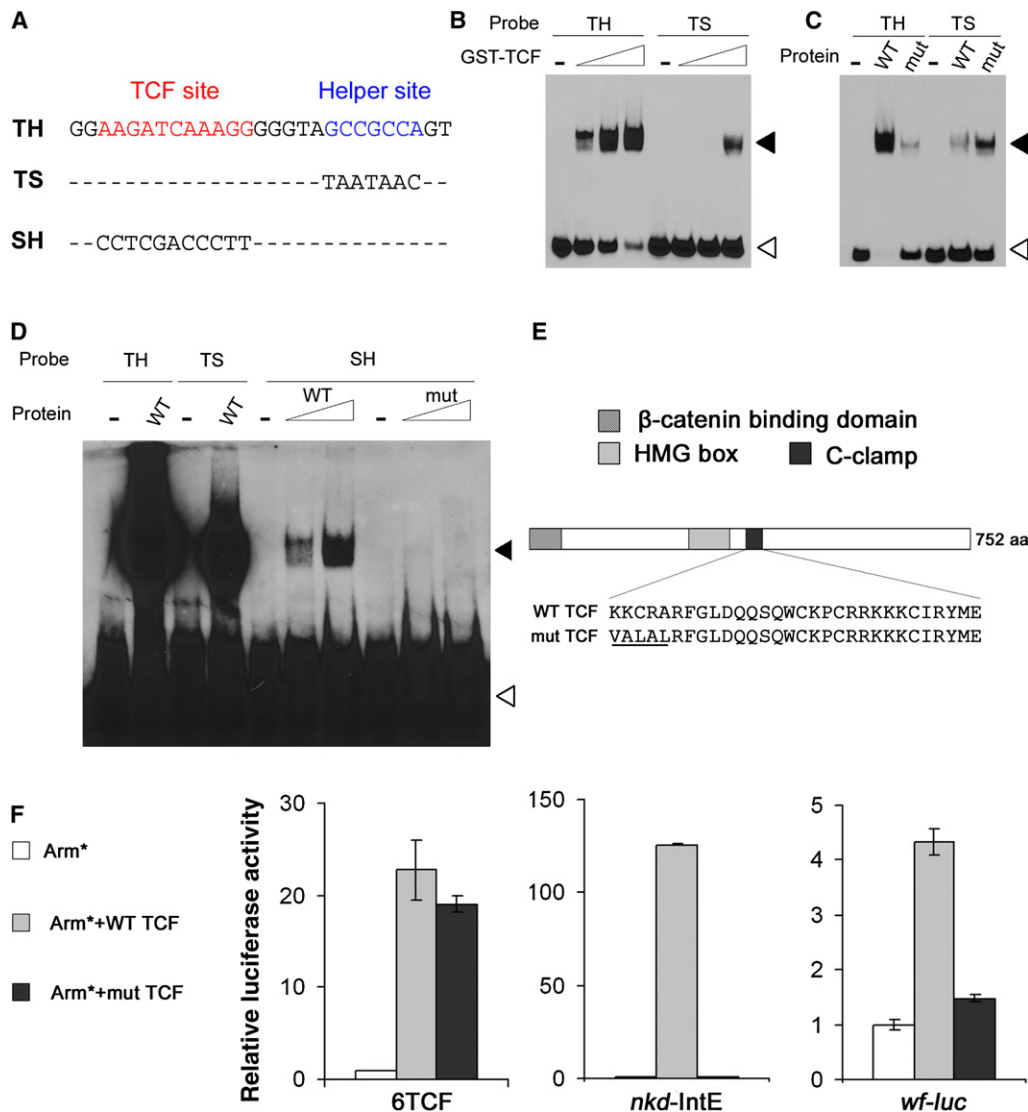 A
TCF site Helper site
TH GGAAGATCAAAGGGGGTAGCCGCCAGT
TS ------------------TAATAAC--
SH --CCTCGACCCTT--------------
B
Probe TH TS
GST-TCF - -
C
TH TS
Protein - WT mut - WT mut
D
Probe TH TS SH
WT mut
Protein - WT - WT - -
E
β-catenin binding domain
HMG box C-clamp
752 aa
WT TCF KKCRARFGLDQQSQWCKPCRRKKKCIRYME
mut TCF VALALRFGLDQQSQWCKPCRRKKKCIRYME
F
Arm*
Arm*+WT TCF
Arm*+mut TCF
Relative luciferase activity
30
20
10
0
6TCF
150
100
50
0
nkd-IntE
5
4
3
2
1
0
wf-luc